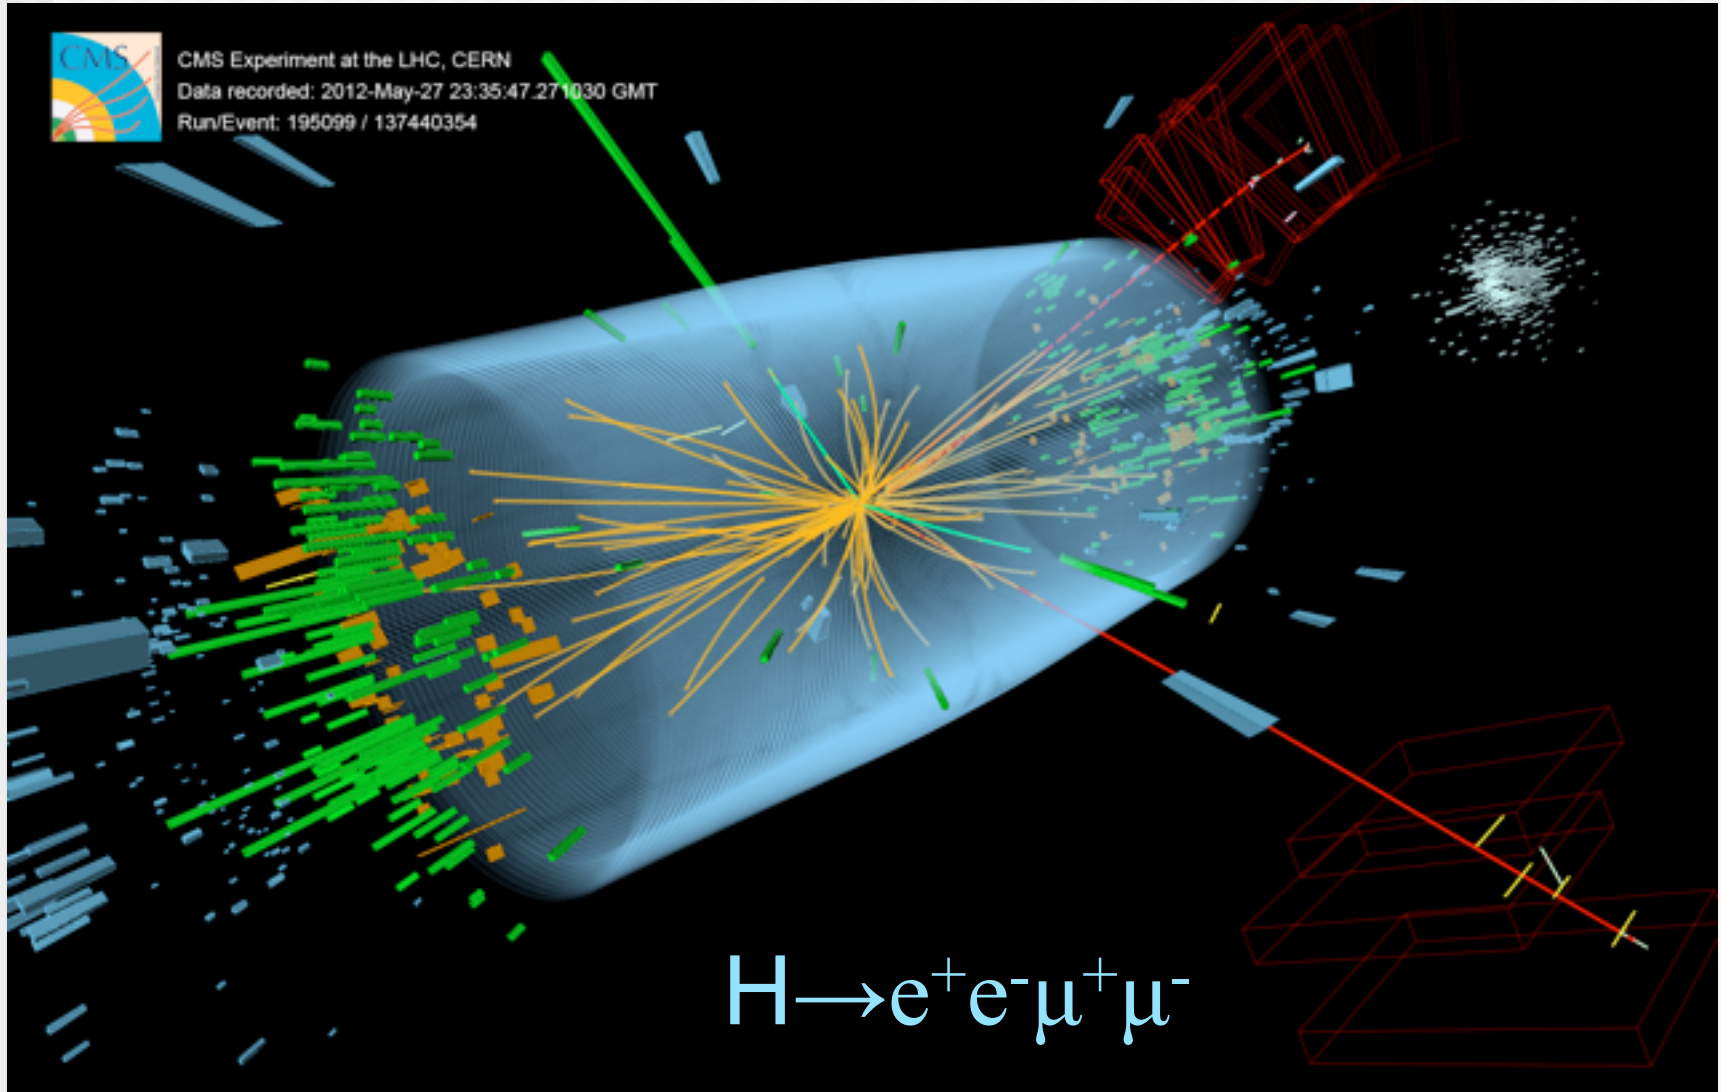 CMS
CMS Experiment at the LHC, CERN
Data recorded: 2012-May-27 23:35:47.271030 GMT
Run/Event: 195099 / 137440354
H→e⁺e⁻μ⁺μ⁻